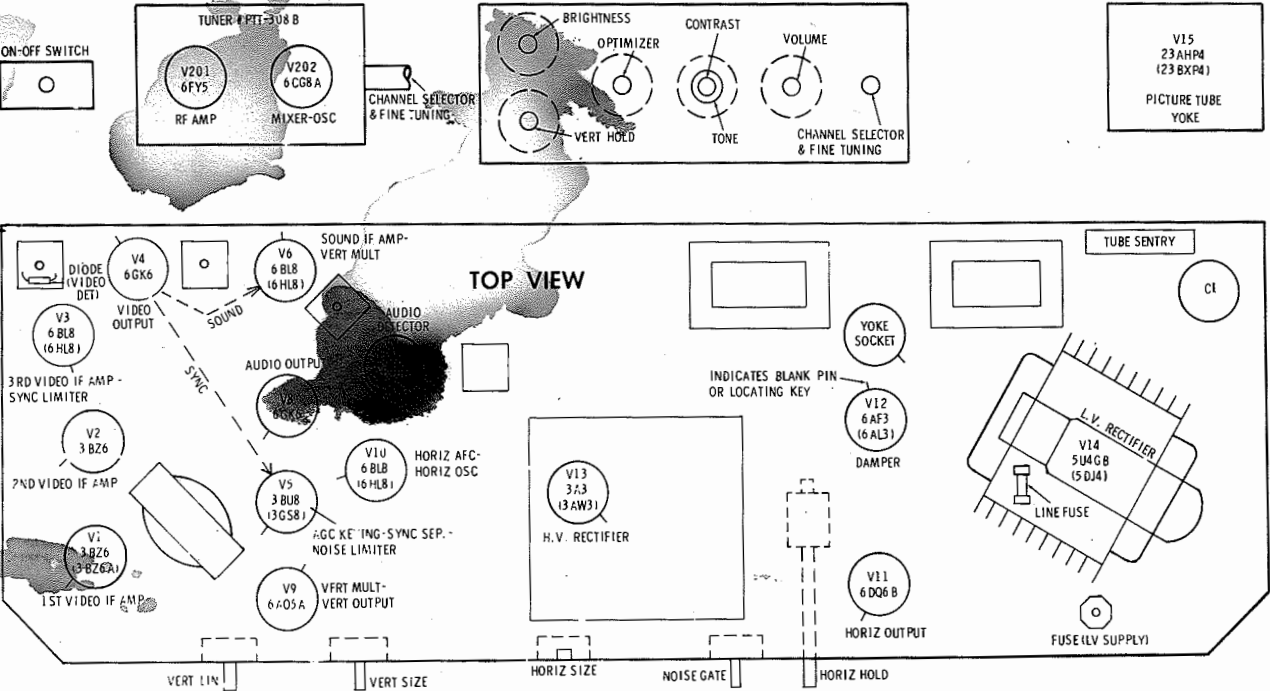 TUNER # PTT-308 B
ON-OFF SWITCH
V201
6FY5
RF AMP
V202
6CG8A
MIXER-OSC
CHANNEL SELECTOR
& FINE TUNING
BRIGHTNESS
OPTIMIZER
CONTRAST
VOLUME
VERT HOLD
TONE
CHANNEL SELECTOR
& FINE TUNING
V15
23AHP4
(23BXP4)
PICTURE TUBE
YOKE
TOP VIEW
TUBE SENTRY
C1
DIODE
(VIDEO
DET)
V4
6GK6
VIDEO
OUTPUT
V6
6BL8
(6HL8)
SOUND IF AMP-
VERT MULT
SOUND
SYNC
V3
6BL8
(6HL8)
3RD VIDEO IF AMP-
SYNC LIMITER
AUDIO
DETECTOR
AUDIO OUTPUT
V8
6GK6
V2
3BZ6
2ND VIDEO IF AMP
V10
6BL8
(6HL8)
HORIZ AFC-
HORIZ OSC
V5
3BU8
(3GS8)
SYNC SEP.-
NOISE LIMITER
V1
3BZ6
(3BZ6A)
1ST VIDEO IF AMP
V9
6AQ5A
VERT MULT-
VERT OUTPUT
V13
3A3
(3AW3)
H.V. RECTIFIER
YOKE
SOCKET
INDICATES BLANK PIN
OR LOCATING KEY
V12
6AF3
(6AL3)
DAMPER
L.V. RECTIFIER
V14
5U4GB
(5DJ4)
LINE FUSE
V11
6DQ6B
HORIZ OUTPUT
FUSE (LV SUPPLY)
VERT LIN
VERT SIZE
HORIZ SIZE
NOISE GATE
HORIZ HOLD